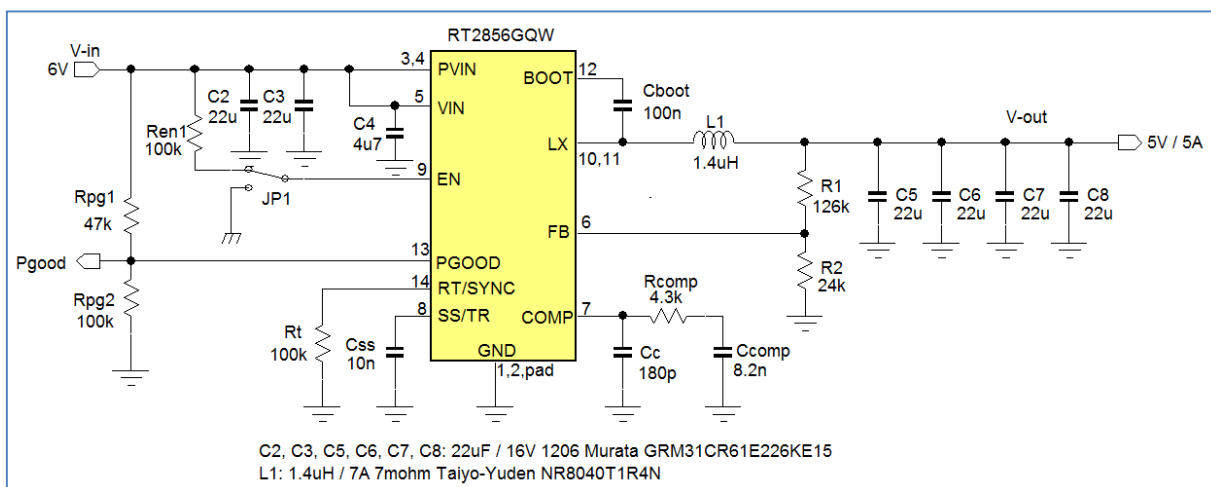 RT2856GQW
V-in
6V
3,4
PVIN
BOOT
12
Cboot
100n
C2
22u
C3
22u
5
VIN
C4
4u7
L1
1.4uH
V-out
5V / 5A
LX
10,11
Ren1
100k
9
EN
JP1
R1
126k
C5
22u
C6
22u
C7
22u
C8
22u
Rpg1
47k
FB
6
Pgood
13
PGOOD
R2
24k
Rpg2
100k
14
RT/SYNC
Rcomp
4.3k
8
SS/TR
COMP
7
Rt
100k
Css
10n
GND
1,2,pad
Cc
180p
Ccomp
8.2n
C2, C3, C5, C6, C7, C8: 22uF / 16V 1206 Murata GRM31CR61E226KE15
L1: 1.4uH / 7A 7mohm Taiyo-Yuden NR8040T1R4N